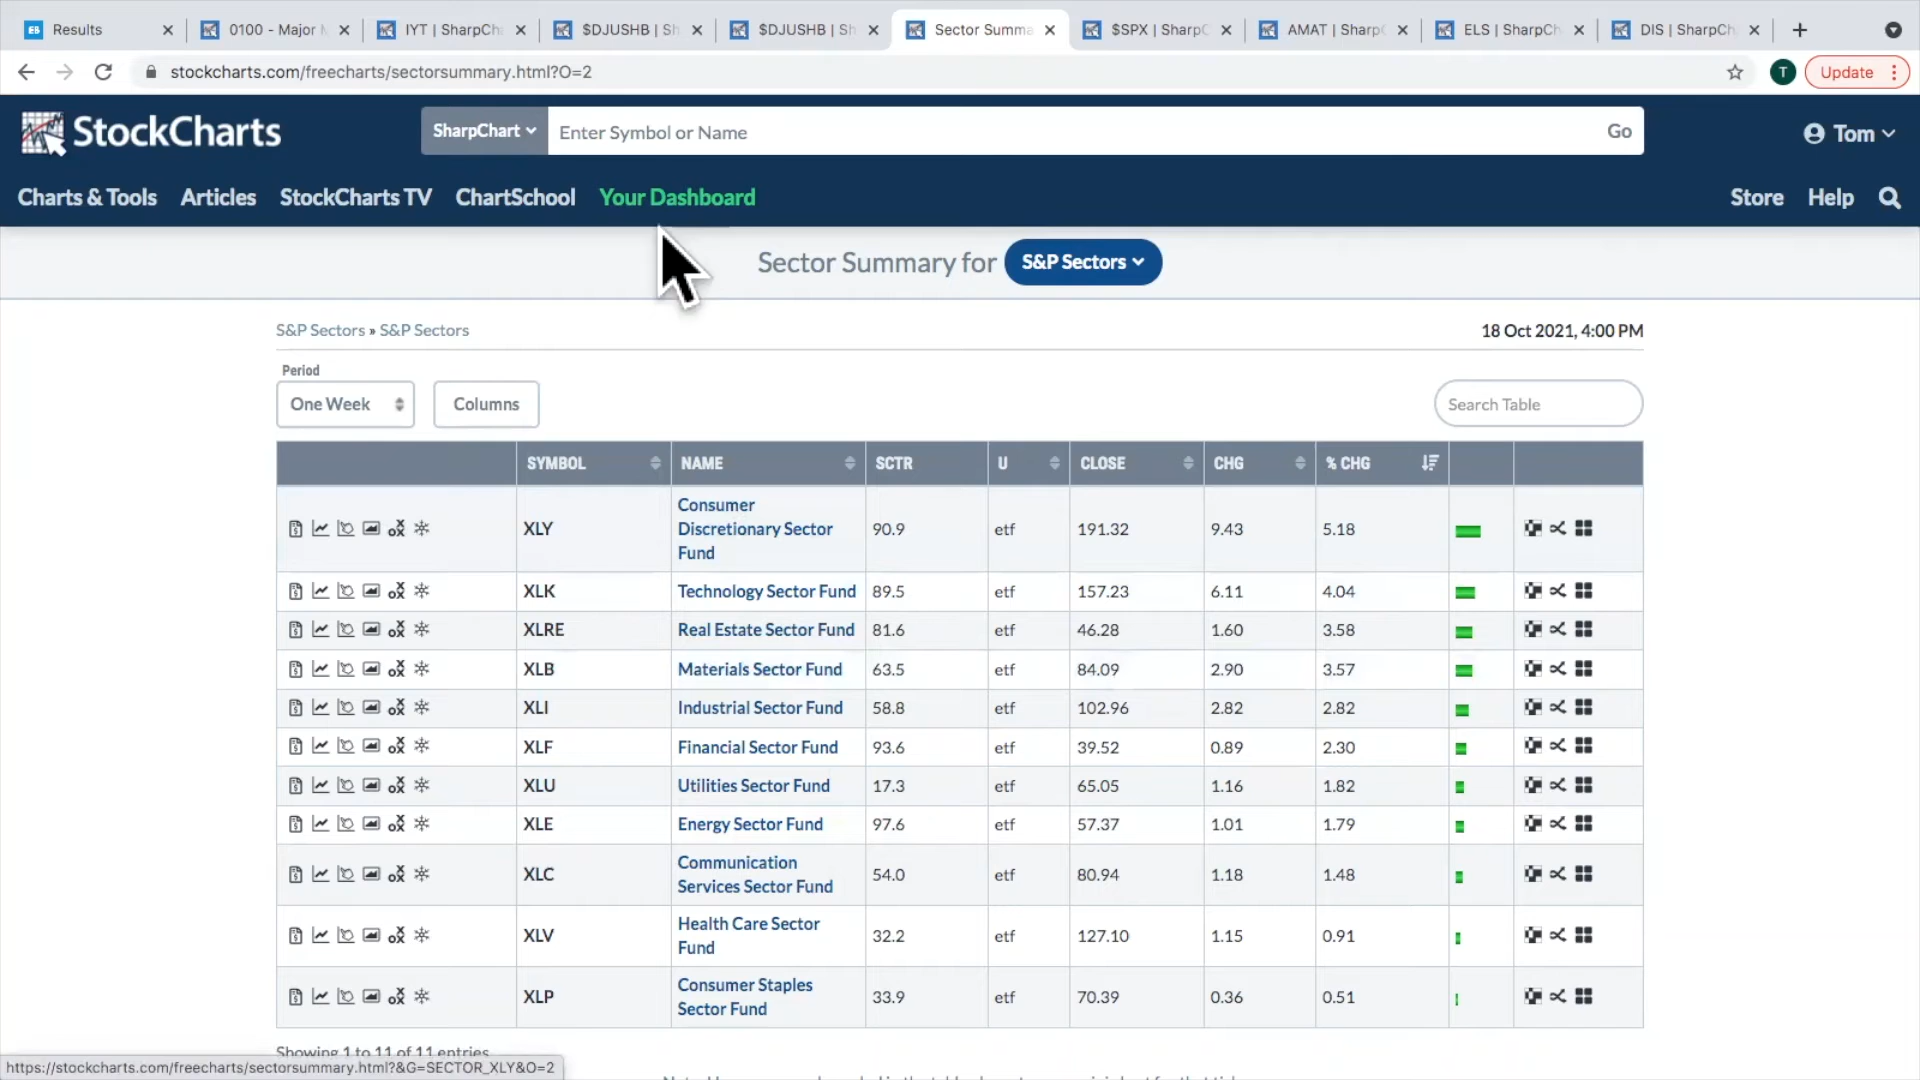 Results
0100 - Major
IYT | SharpCh
$DJUSHB | Sh
$DJUSHB | Sh
Sector Summa
$SPX | SharpC
AMAT | SharpC
ELS | SharpCh
DIS | SharpCh
stockcharts.com/freecharts/sectorsummary.html?O=2
T
Update
StockCharts
SharpChart
Enter Symbol or Name
Go
Tom
Charts & Tools
Articles
StockCharts TV
ChartSchool
Your Dashboard
Store
Help
Sector Summary for S&P Sectors
S&P Sectors » S&P Sectors
18 Oct 2021, 4:00 PM
Period
One Week
Columns
Search Table
SYMBOL NAME SCTR U CLOSE CHG % CHG
XLY Consumer Discretionary Sector Fund 90.9 etf 191.32 9.43 5.18
XLK Technology Sector Fund 89.5 etf 157.23 6.11 4.04
XLRE Real Estate Sector Fund 81.6 etf 46.28 1.60 3.58
XLB Materials Sector Fund 63.5 etf 84.09 2.90 3.57
XLI Industrial Sector Fund 58.8 etf 102.96 2.82 2.82
XLF Financial Sector Fund 93.6 etf 39.52 0.89 2.30
XLU Utilities Sector Fund 17.3 etf 65.05 1.16 1.82
XLE Energy Sector Fund 97.6 etf 57.37 1.01 1.79
XLC Communication Services Sector Fund 54.0 etf 80.94 1.18 1.48
XLV Health Care Sector Fund 32.2 etf 127.10 1.15 0.91
XLP Consumer Staples Sector Fund 33.9 etf 70.39 0.36 0.51
Showing 1 to 11 of 11 entries
https://stockcharts.com/freecharts/sectorsummary.html?&G=SECTOR_XLY&O=2